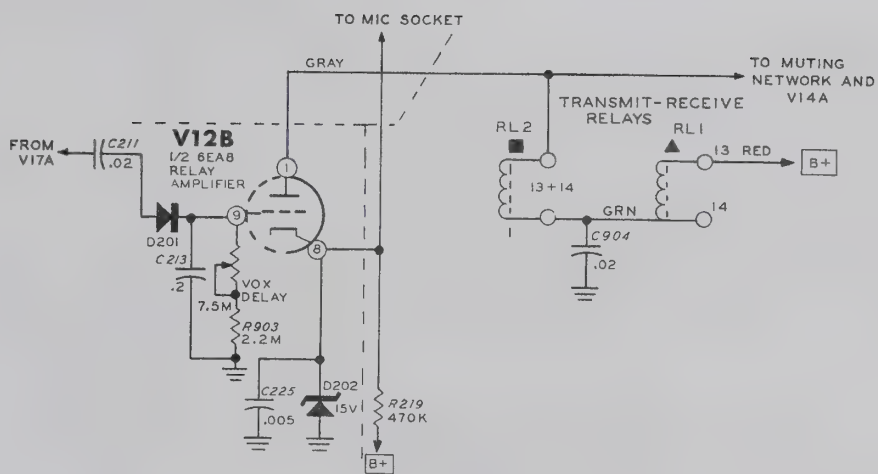 TO MIC SOCKET
GRAY
TO MUTING
NETWORK AND
V14A
TRANSMIT-RECEIVE
RELAYS
FROM
V17A
C211
.02
V12B
1/2 6EA8
RELAY
AMPLIFIER
1
RL2
RL1
13
RED
B+
13+14
9
8
GRN
14
D201
C213
.2
VOX
DELAY
7.5M
C904
.02
R903
2.2M
C225
.005
D202
15V
R219
470K
B+